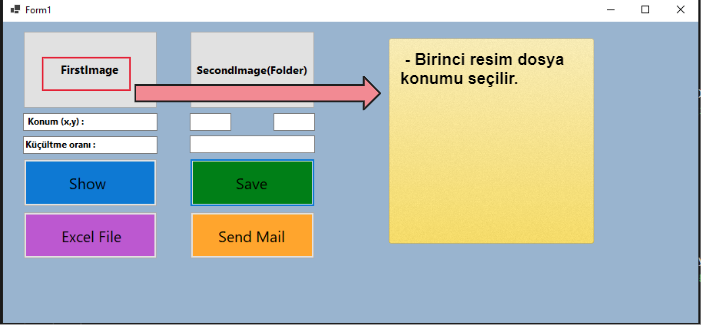 Form1
FirstImage
SecondImage(Folder)
- Birinci resim dosya
konumu seçilir.
Konum (x,y) :
Küçültme oranı :
Show
Save
Excel File
Send Mail